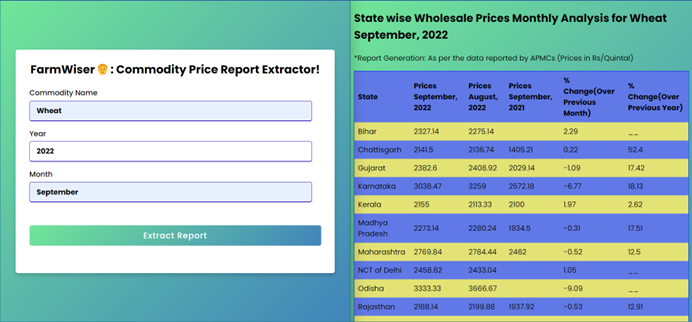 FarmWiser : Commodity Price Report Extractor!
Commodity Name
Wheat
Year
2022
Month
September
Extract Report
State wise Wholesale Prices Monthly Analysis for Wheat
September, 2022
*Report Generation: As per the data reported by APMCs (Prices in Rs/Quintal)
State Prices September, 2022 Prices August, 2022 Prices September, 2021 % Change(Over Previous Month) % Change(Over Previous Year)
Bihar 2327.14 2275.14 2.29 __
Chattisgarh 2141.5 2136.74 1405.21 0.22 52.4
Gujarat 2382.6 2408.92 2029.14 -1.09 17.42
Karnataka 3038.47 3259 2572.18 -6.77 18.13
Kerala 2155 2113.33 2100 1.97 2.62
Madhya Pradesh 2273.14 2280.24 1934.5 -0.31 17.51
Maharashtra 2769.84 2784.44 2462 -0.52 12.5
NCT of Delhi 2458.62 2433.04 1.05 __
Odisha 3333.33 3666.67 -9.09 __
Rajasthan 2188.14 2199.88 1937.92 -0.53 12.91